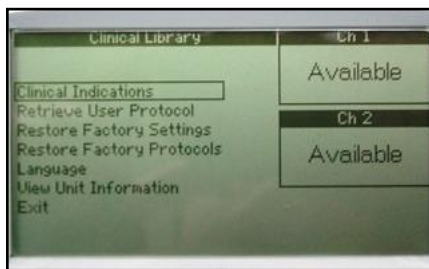 Clinical Library
Clinical Indications
Retrieve User Protocol
Restore Factory Settings
Restore Factory Protocols
Language
View Unit Information
Exit
Ch 1
Available
Ch 2
Available